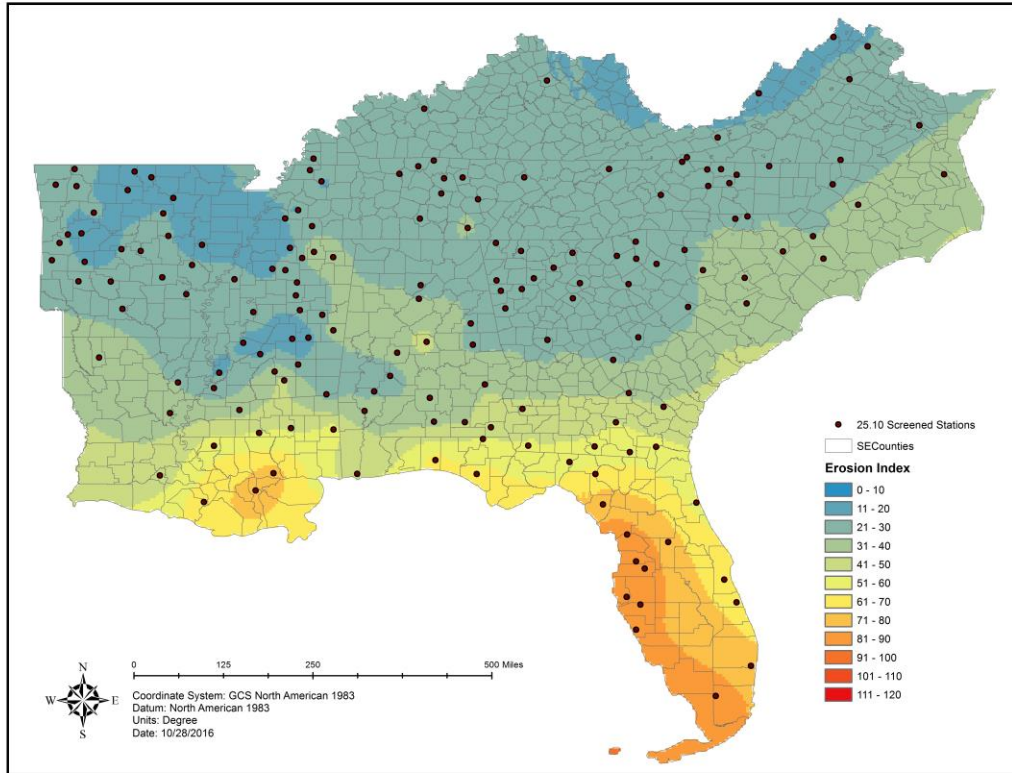 25.10 Screened Stations
SECounties
Erosion Index
0 - 10
11 - 20
21 - 30
31 - 40
41 - 50
51 - 60
61 - 70
71 - 80
81 - 90
91 - 100
101 - 110
111 - 120
0 125 250 500 Miles
N
W E
S
Coordinate System: GCS North American 1983
Datum: North American 1983
Units: Degree
Date: 10/28/2016